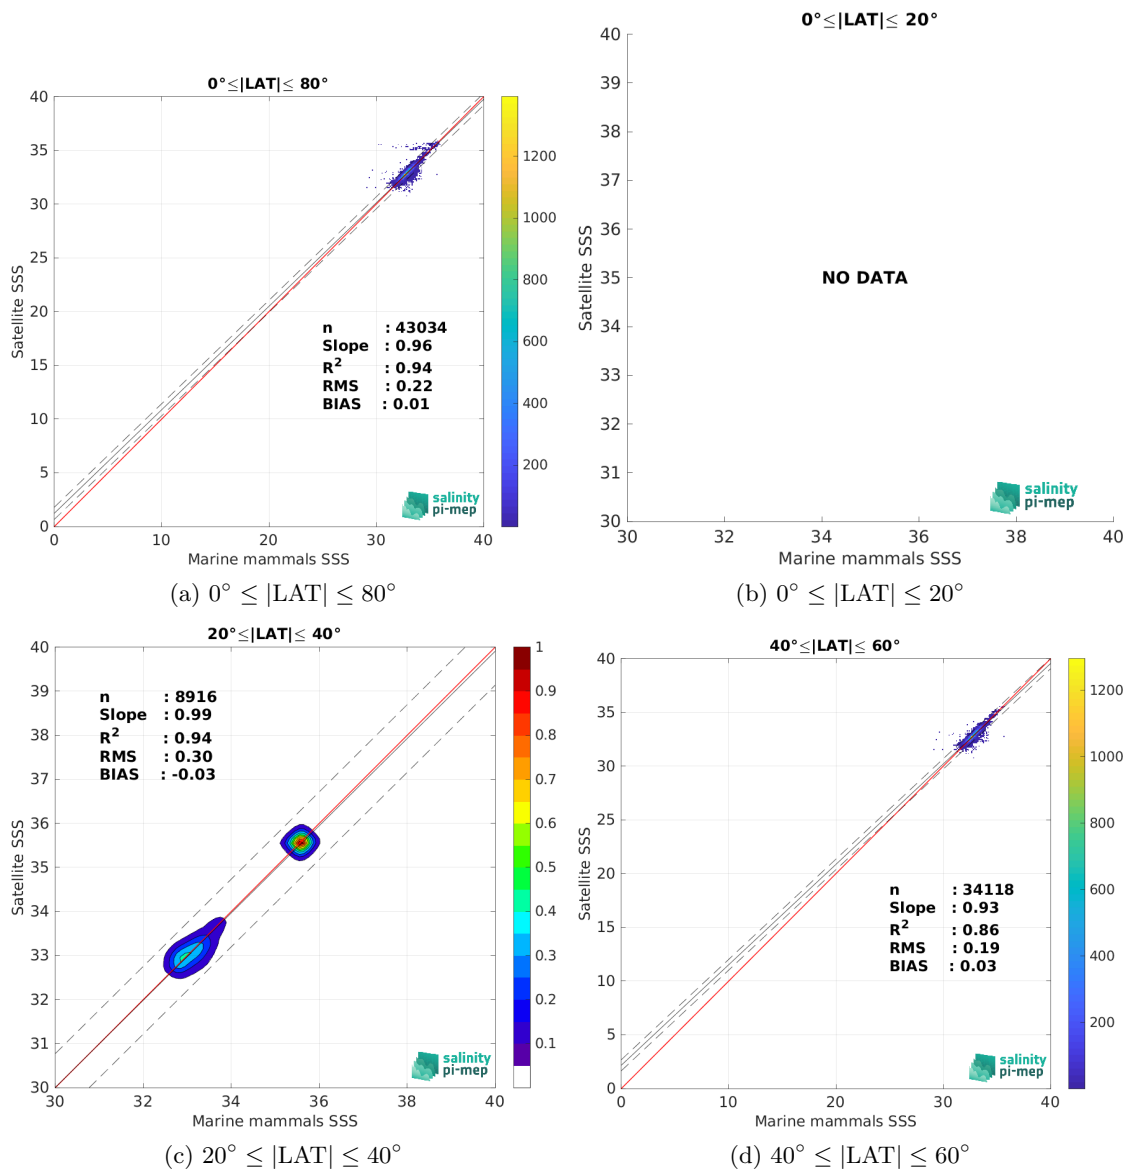 0°≤|LAT|≤ 80°
40
35
30
25
20
15
10
5
0
0
10
20
30
40
Satellite SSS
Marine mammals SSS
n : 43034
Slope : 0.96
R² : 0.94
RMS : 0.22
BIAS : 0.01
salinity
pi-mep
1200
1000
800
600
400
200
(a) 0° ≤ |LAT| ≤ 80°
0°≤|LAT|≤ 20°
40
39
38
37
36
35
34
33
32
31
30
30
32
34
36
38
40
Satellite SSS
Marine mammals SSS
NO DATA
salinity
pi-mep
(b) 0° ≤ |LAT| ≤ 20°
20°≤|LAT|≤ 40°
40
39
38
37
36
35
34
33
32
31
30
30
32
34
36
38
40
Satellite SSS
Marine mammals SSS
n : 8916
Slope : 0.99
R² : 0.94
RMS : 0.30
BIAS : -0.03
salinity
pi-mep
1
0.9
0.8
0.7
0.6
0.5
0.4
0.3
0.2
0.1
(c) 20° ≤ |LAT| ≤ 40°
40°≤|LAT|≤ 60°
40
35
30
25
20
15
10
5
0
0
10
20
30
40
Satellite SSS
Marine mammals SSS
n : 34118
Slope : 0.93
R² : 0.86
RMS : 0.19
BIAS : 0.03
salinity
pi-mep
1200
1000
800
600
400
200
(d) 40° ≤ |LAT| ≤ 60°